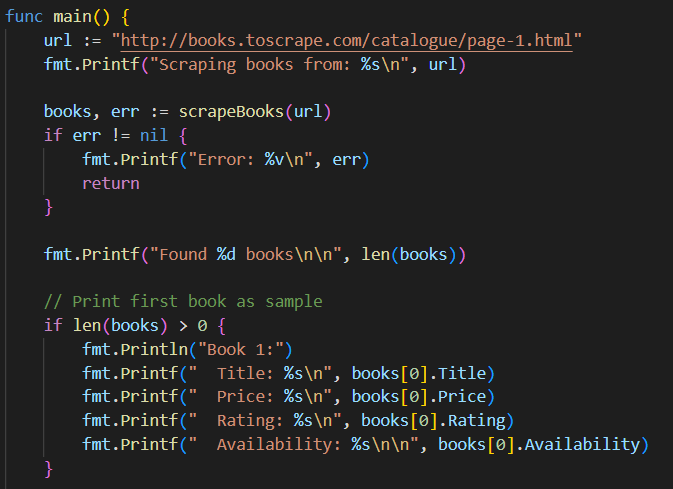 func main() {
    url := "http://books.toscrape.com/catalogue/page-1.html"
    fmt.Printf("Scraping books from: %s\n", url)

    books, err := scrapeBooks(url)
    if err != nil {
        fmt.Printf("Error: %v\n", err)
        return
    }

    fmt.Printf("Found %d books\n\n", len(books))

    // Print first book as sample
    if len(books) > 0 {
        fmt.Println("Book 1:")
        fmt.Printf("  Title: %s\n", books[0].Title)
        fmt.Printf("  Price: %s\n", books[0].Price)
        fmt.Printf("  Rating: %s\n", books[0].Rating)
        fmt.Printf("  Availability: %s\n\n", books[0].Availability)
    }